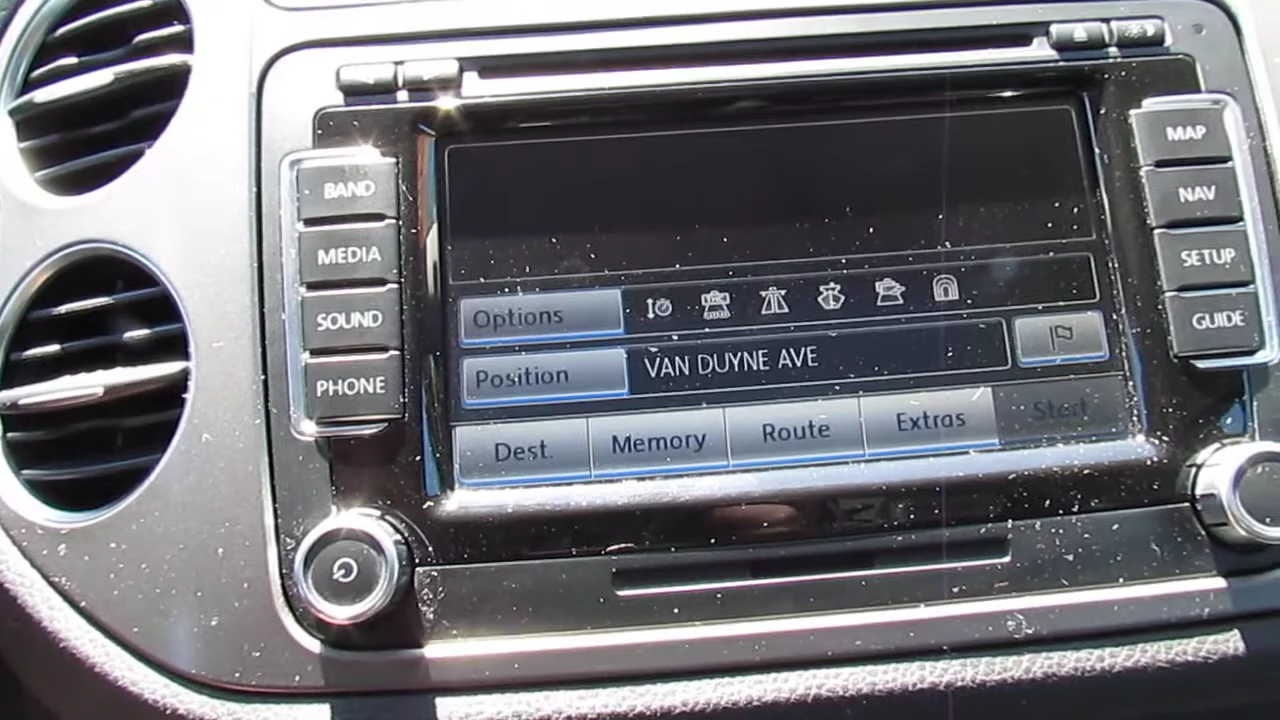 BAND
MEDIA
SOUND
PHONE
Options
Position VAN DUYNE AVE
Dest. Memory Route Extras Start
MAP
NAV
SETUP
GUIDE